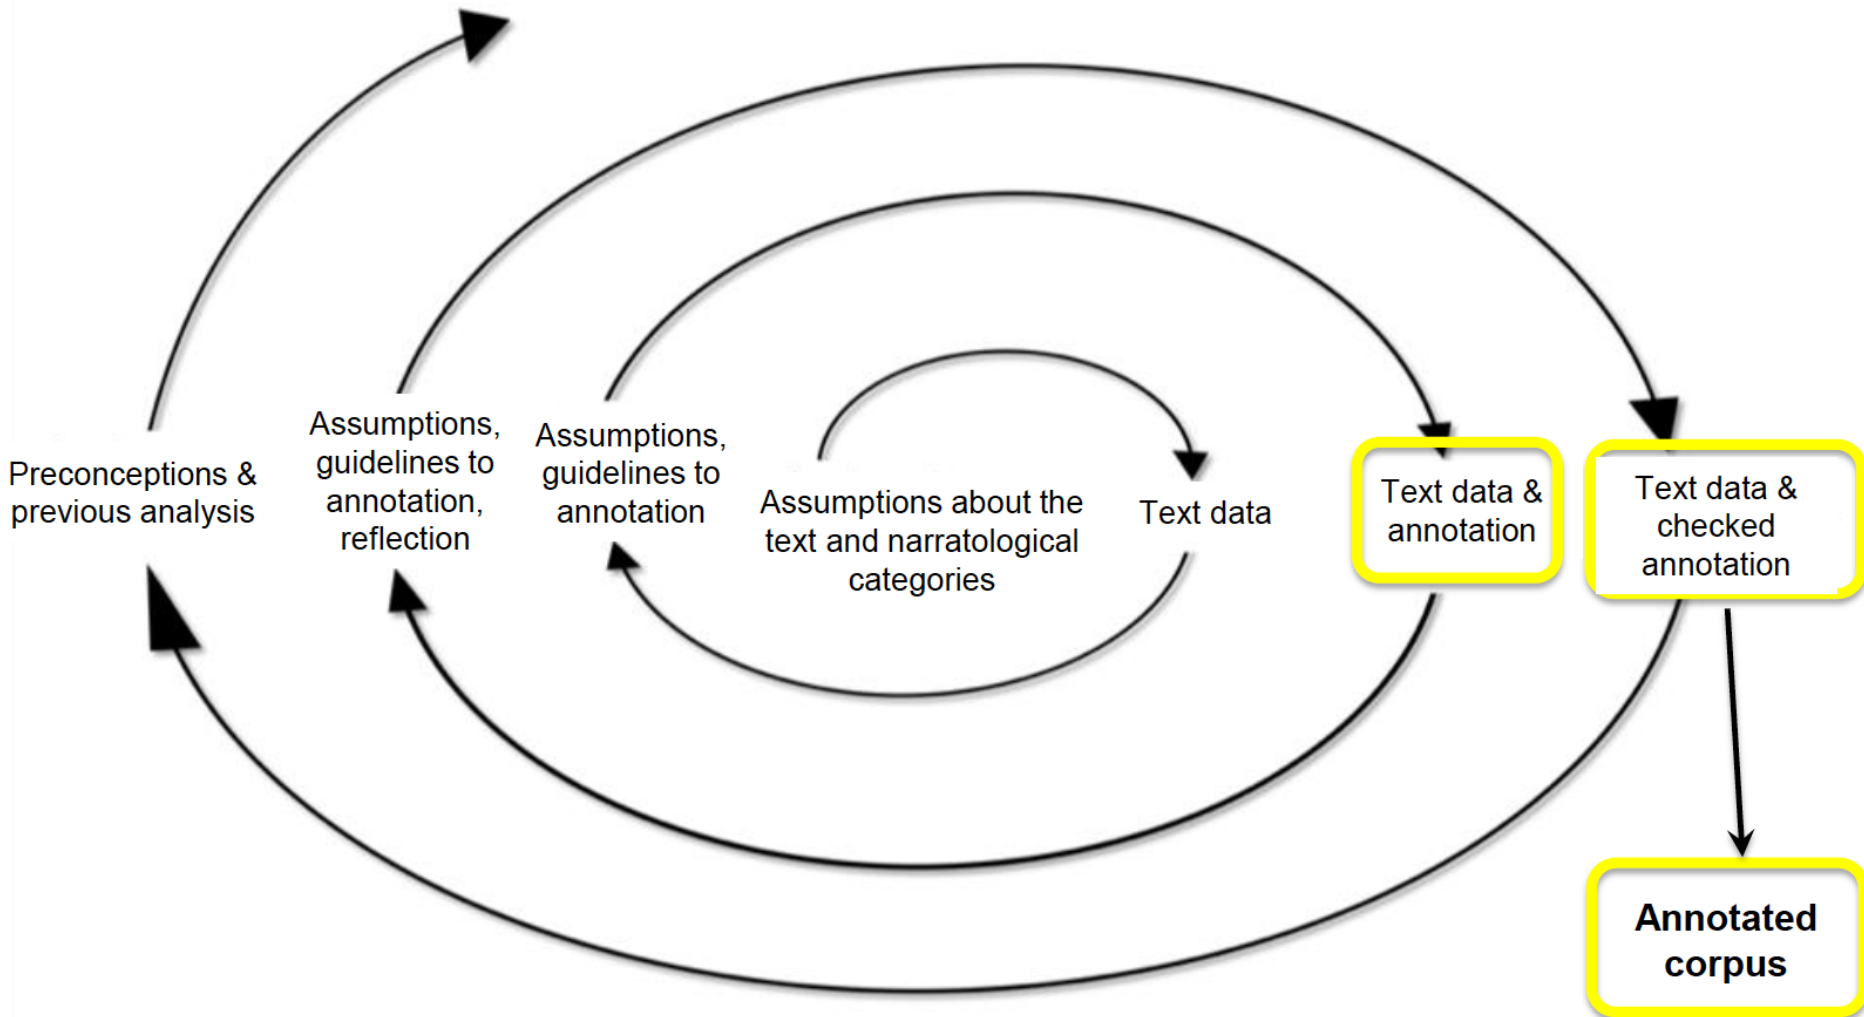 Preconceptions &
previous analysis
Assumptions,
guidelines to
annotation,
reflection
Assumptions,
guidelines to
annotation
Assumptions about the
text and narratological
categories
Text data
Text data &
annotation
Text data &
checked
annotation
Annotated
corpus